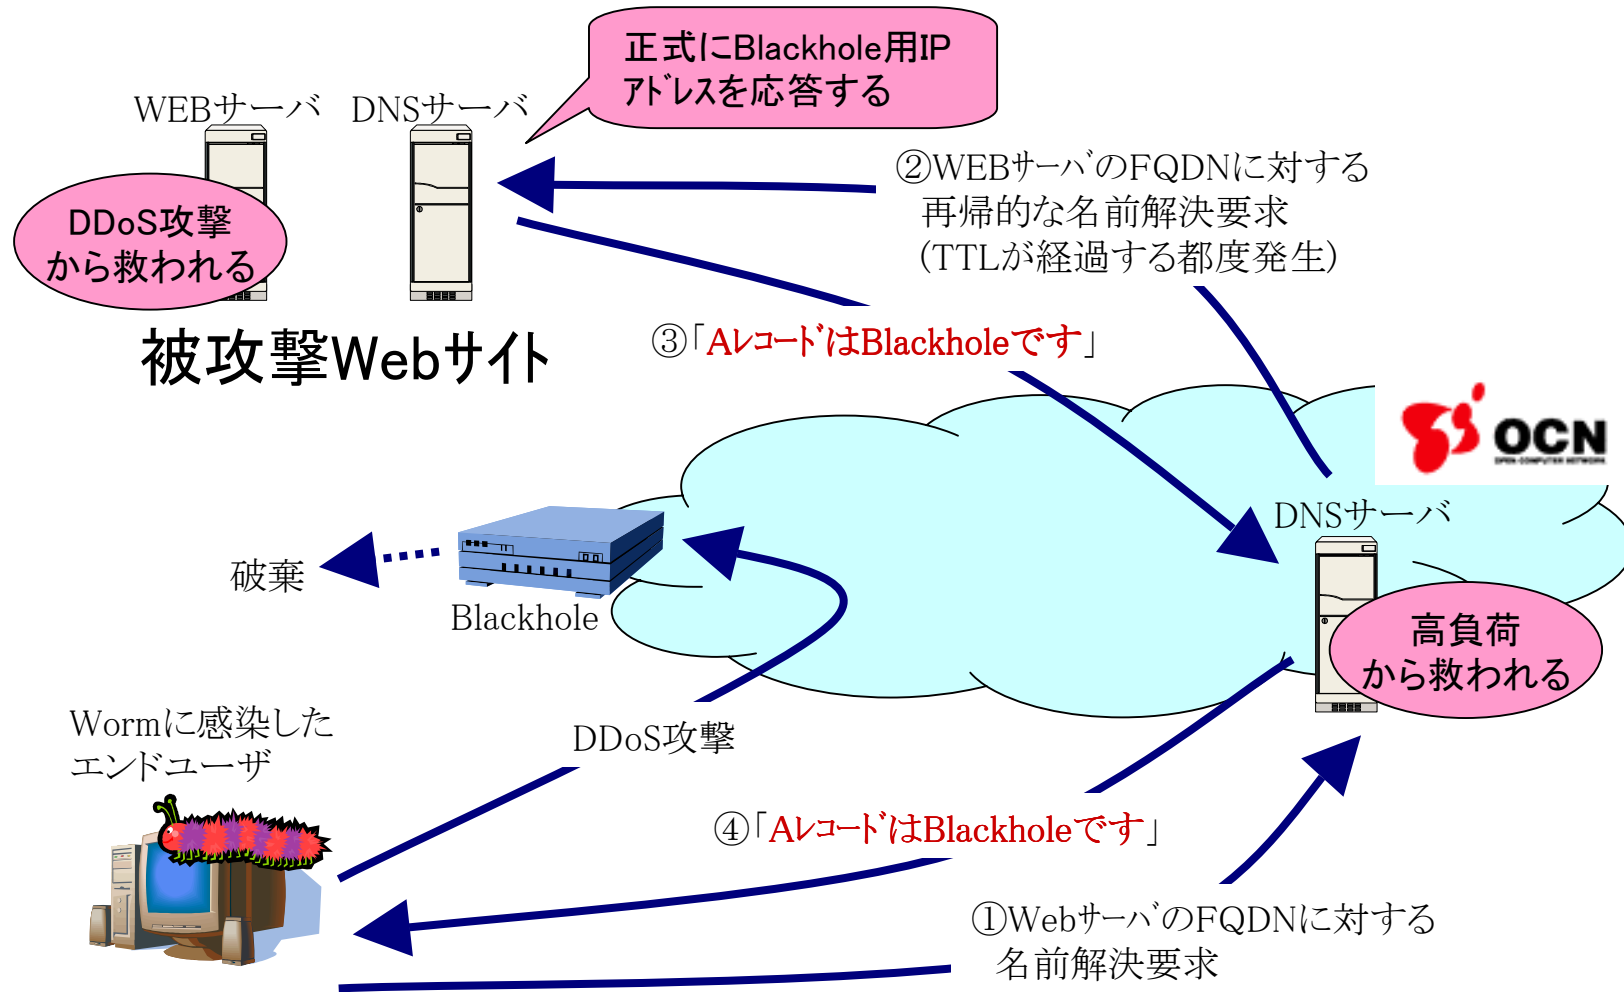 正式にBlackhole用IP
アドレスを応答する
WEBサーバ
DNSサーバ
②WEBサーバのFQDNに対する
再帰的な名前解決要求
(TTLが経過する都度発生)
DDoS攻撃
から救われる
被攻撃Webサイト
③「AレコードはBlackholeです」
OCN
OPEN COMPUTER NETWORK
DNSサーバ
破棄
Blackhole
高負荷
から救われる
Wormに感染した
エンドユーザ
DDoS攻撃
④「AレコードはBlackholeです」
①WebサーバのFQDNに対する
名前解決要求